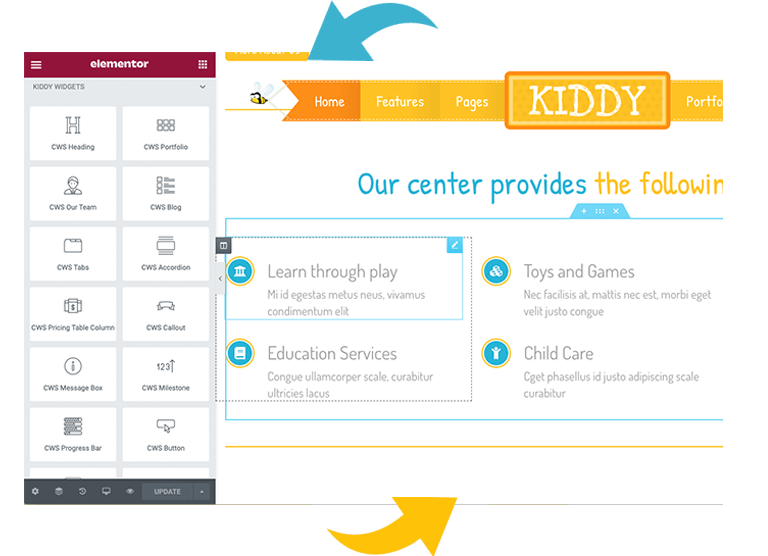 elementor
KIDDY WIDGETS
CWS Heading
CWS Portfolio
CWS Our Team
CWS Blog
CWS Tabs
CWS Accordion
CWS Pricing Table Column
CWS Callout
CWS Message Box
123
CWS Milestone
CWS Progress Bar
CWS Button
UPDATE
Home
Features
Pages
KIDDY
Portfo
Our center provides the followin
Learn through play
Mi id egestas metus neus, vivamus
condimentum elit
Toys and Games
Nec facilisis at, mattis nec est, morbi eget
velit justo congue
Education Services
Congue ullamcorper scale, curabitur
ultricies lacus
Child Care
Cget phasellus id justo adipiscing scale
curabitur